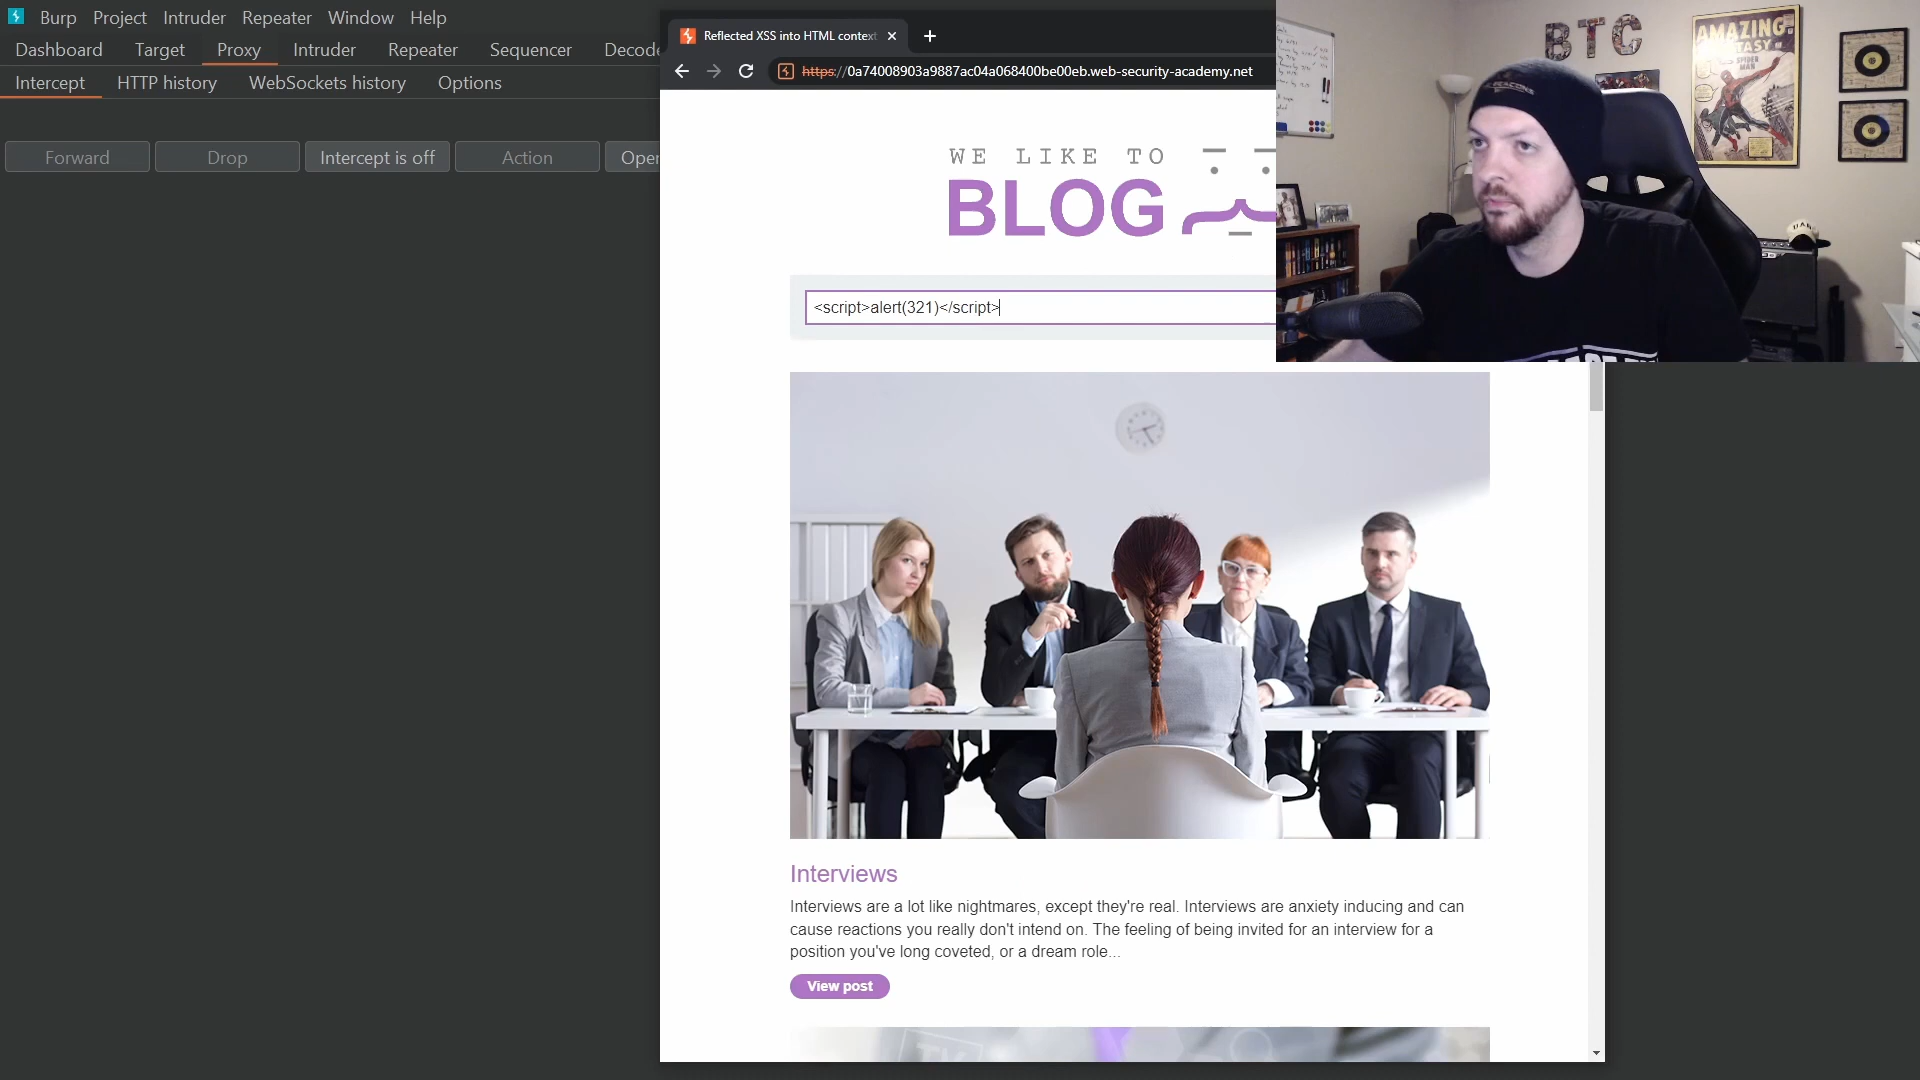 Burp Project Intruder Repeater Window Help
Dashboard Target Proxy Intruder Repeater Sequencer Decode
Intercept HTTP history WebSockets history Options
Forward Drop Intercept is off Action Open
Reflected XSS into HTML context
https://0a74008903a9887ac04a068400be00eb.web-security-academy.net
WE LIKE TO
BLOG
<script>alert(321)</script>
Interviews
Interviews are a lot like nightmares, except they're real. Interviews are anxiety inducing and can
cause reactions you really don't intend on. The feeling of being invited for an interview for a
position you've long coveted, or a dream role...
View post
BTC
AMAZING
FANTASY
SPIDER
MAN